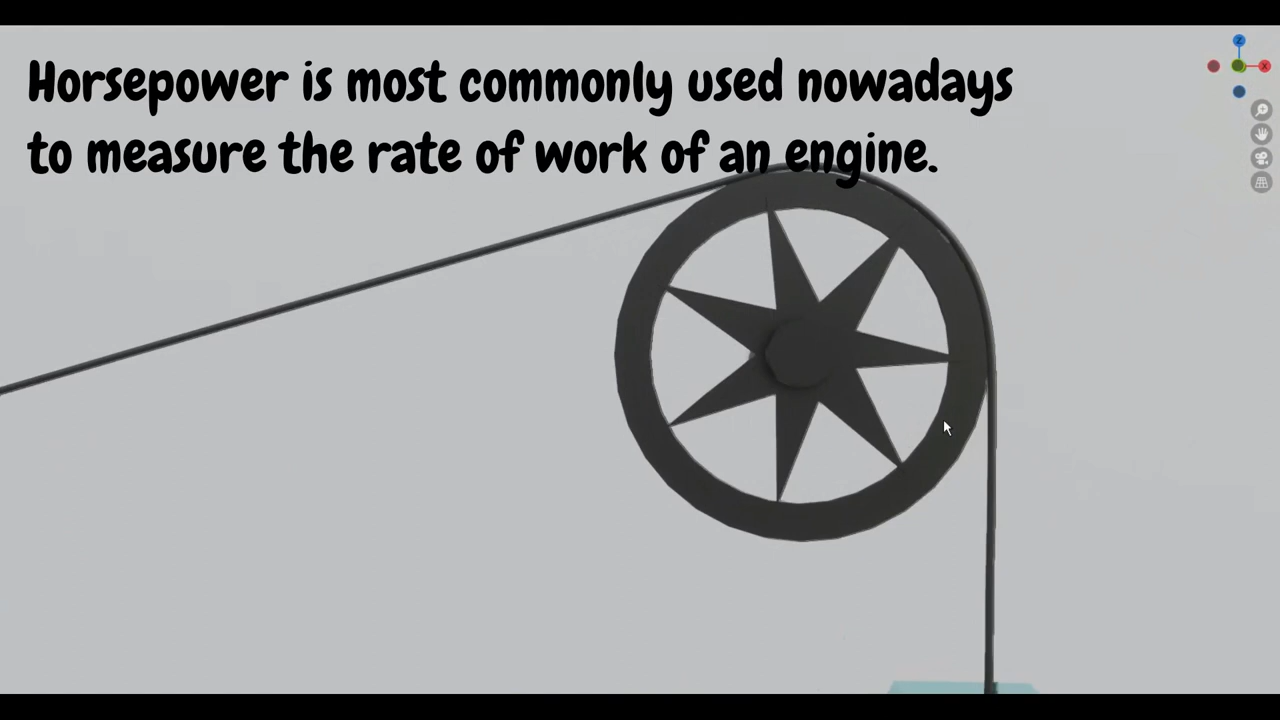 Horsepower is most commonly used nowadays
to measure the rate of work of an engine.
Z
X